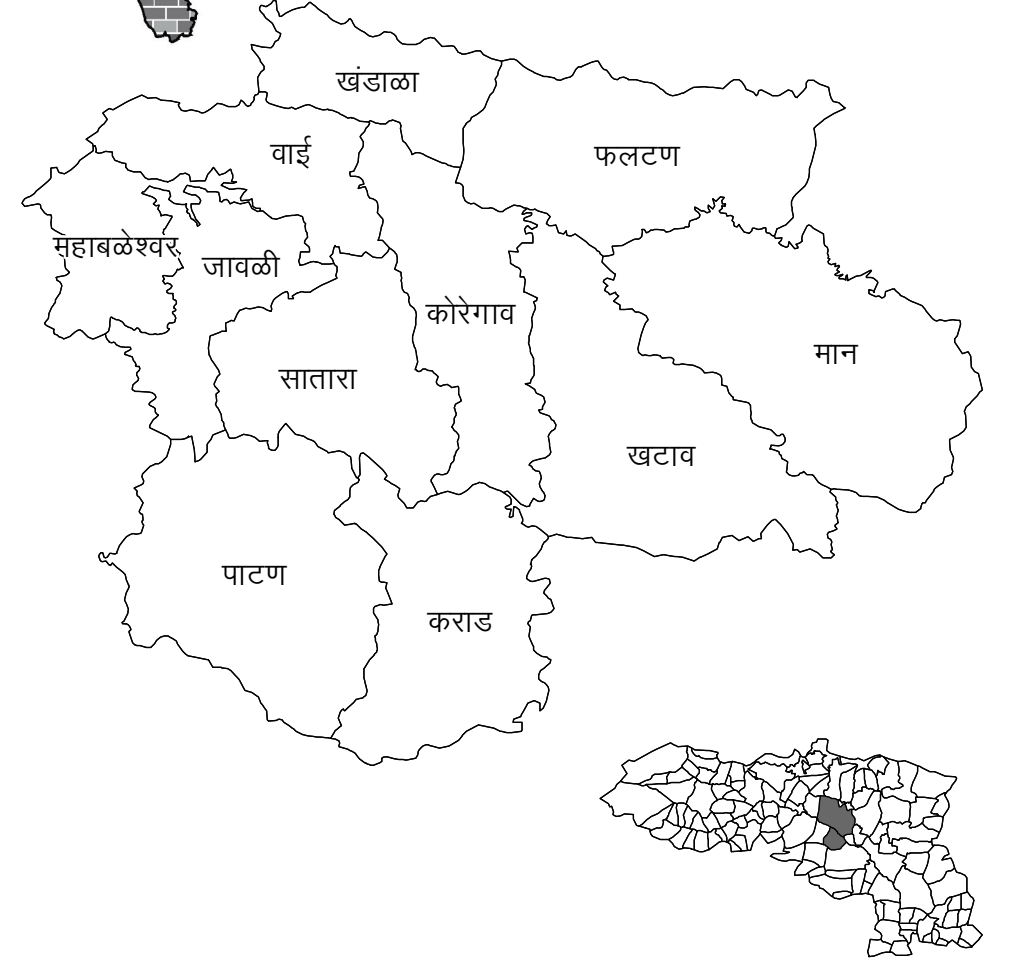 खंडाळा
वाई
फलटण
महाबळेश्वर
जावळी
कोरेगाव
मान
सातारा
खटाव
पाटण
कराड